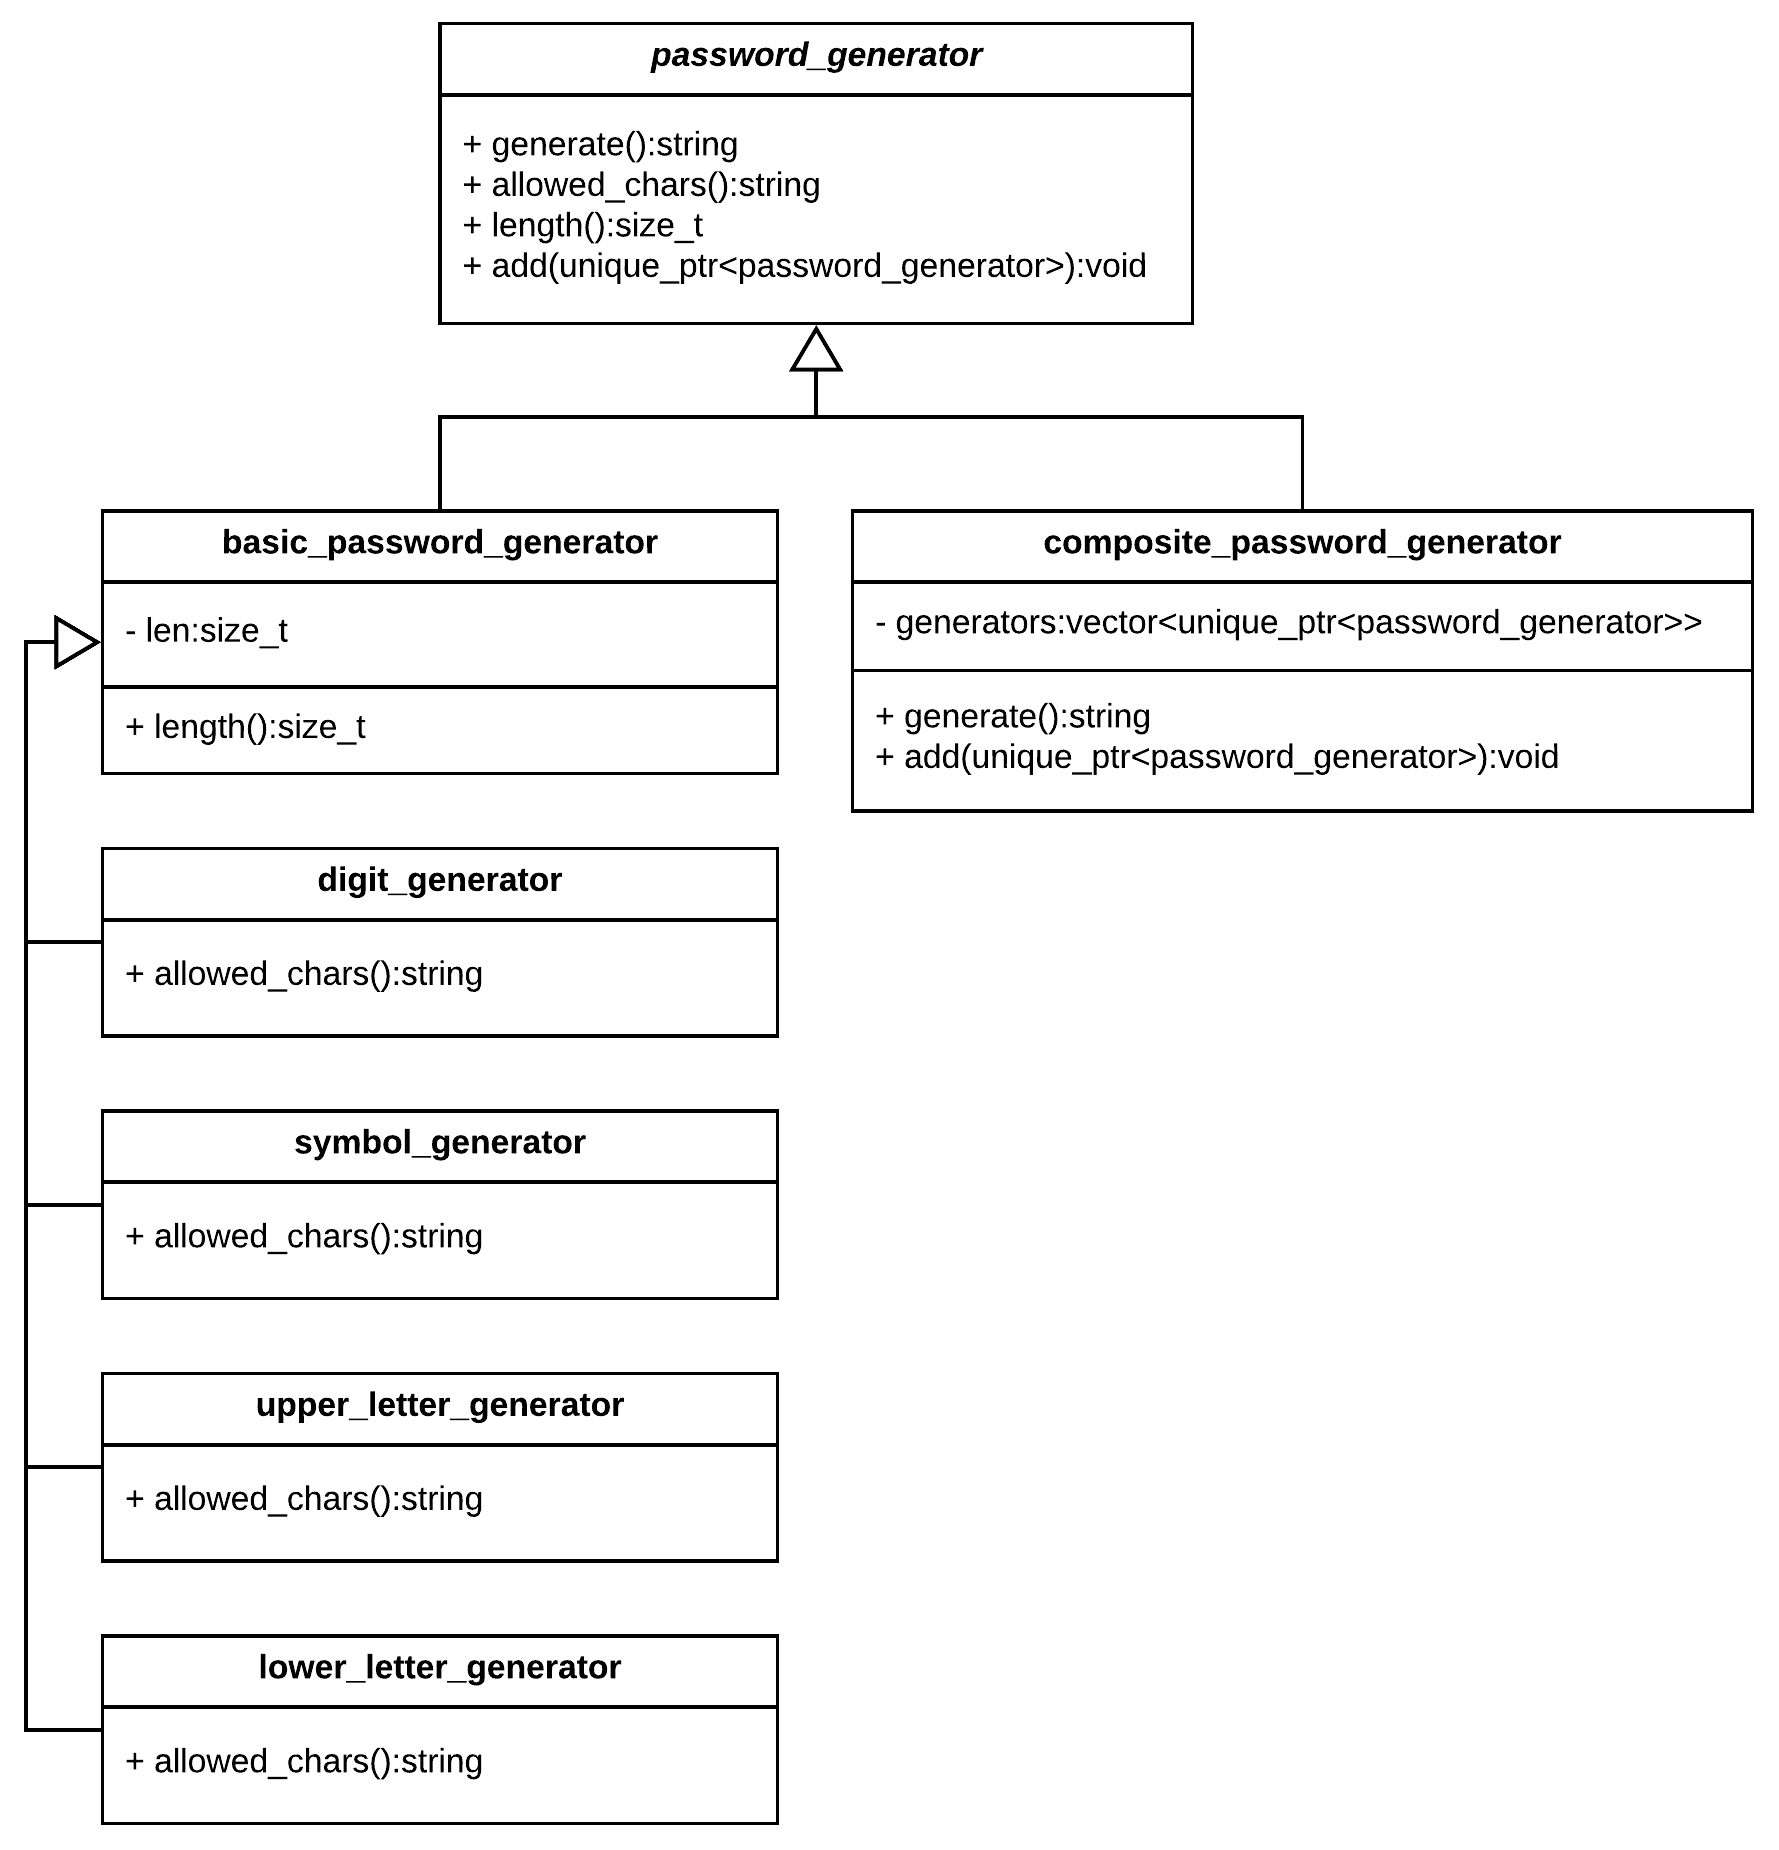 password_generator
+ generate():string
+ allowed_chars():string
+ length():size_t
+ add(unique_ptr<password_generator>):void
basic_password_generator
- len:size_t
+ length():size_t
composite_password_generator
- generators:vector<unique_ptr<password_generator>>
+ generate():string
+ add(unique_ptr<password_generator>):void
digit_generator
+ allowed_chars():string
symbol_generator
+ allowed_chars():string
upper_letter_generator
+ allowed_chars():string
lower_letter_generator
+ allowed_chars():string